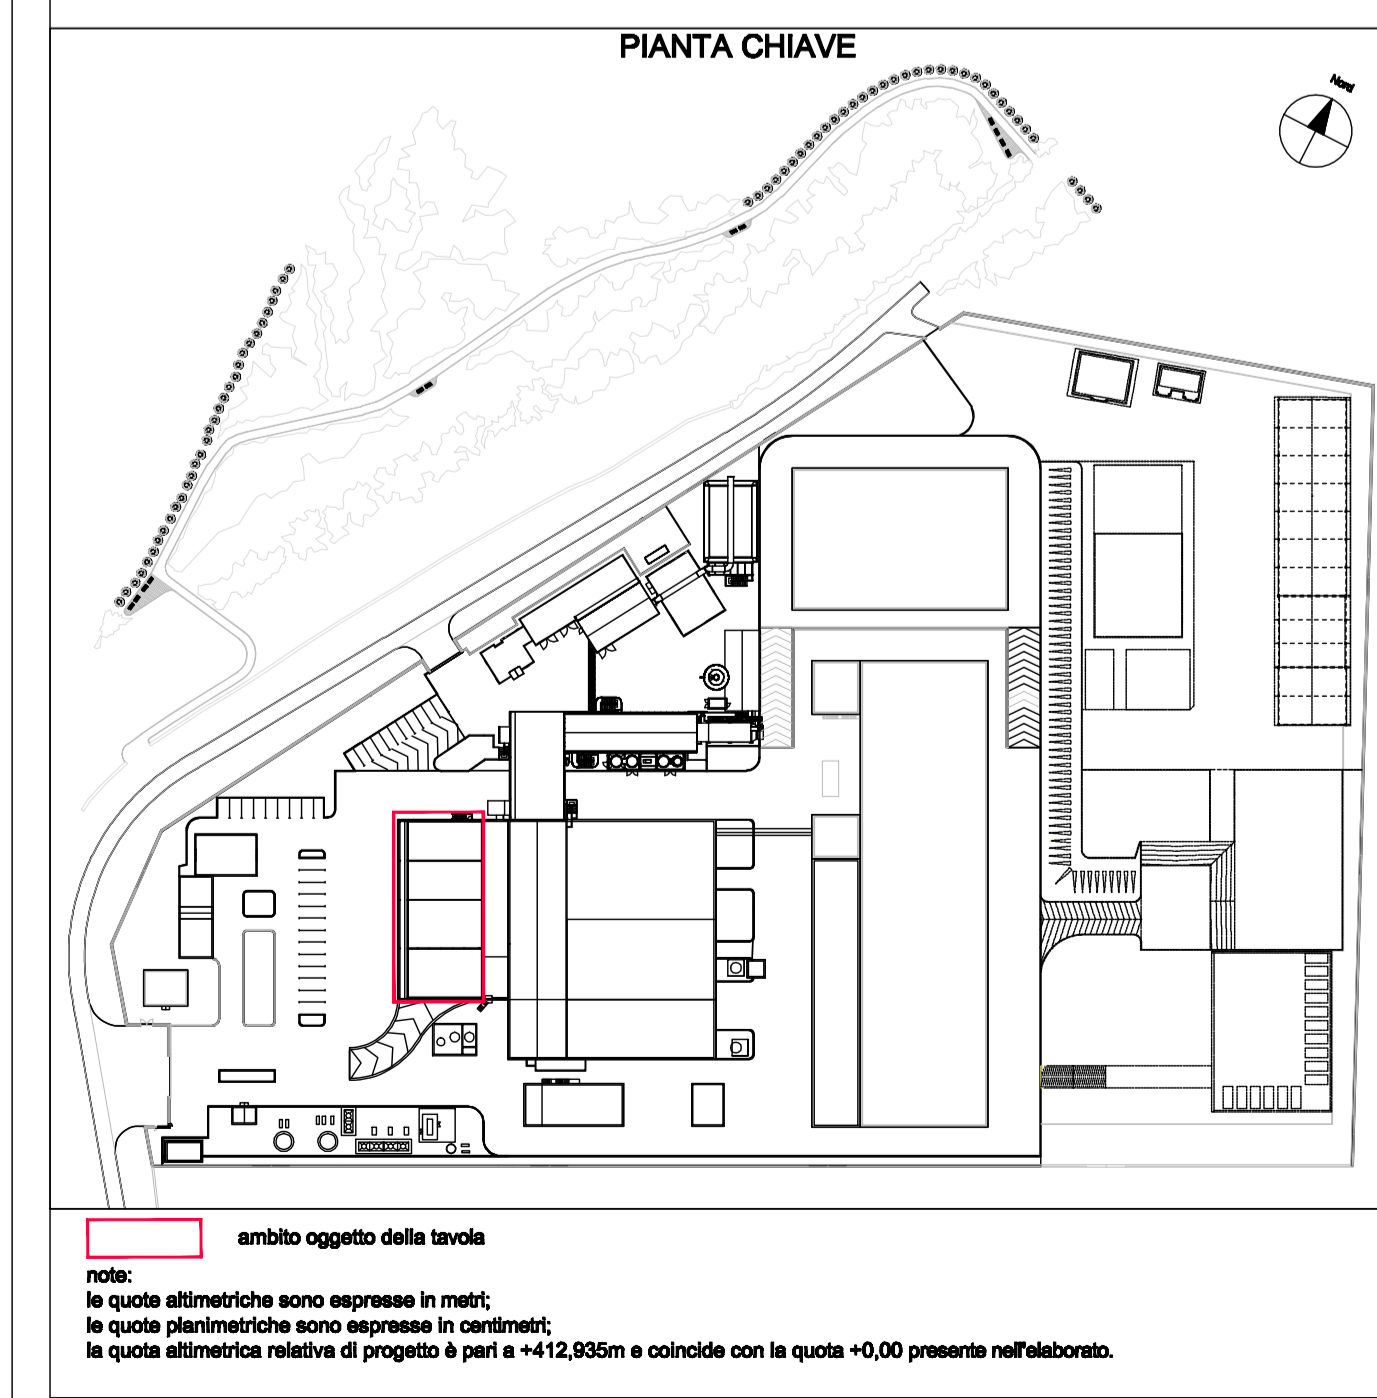 PIANTA CHIAVE
Nord
ambito oggetto della tavola
note:
le quote altimetriche sono espresse in metri;
le quote planimetriche sono espresse in centimetri;
la quota altimetrica relativa di progetto è pari a +412,935m e coincide con la quota +0,00 presente nell'elaborato.